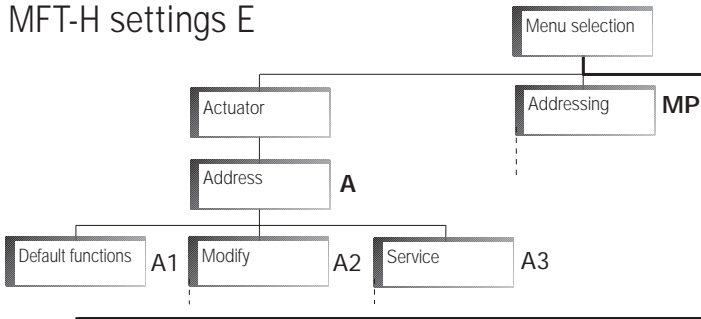 MFT-H settings E
Menu selection
Actuator
Addressing MP
Address A
Default functions A1 Modify A2 Service A3